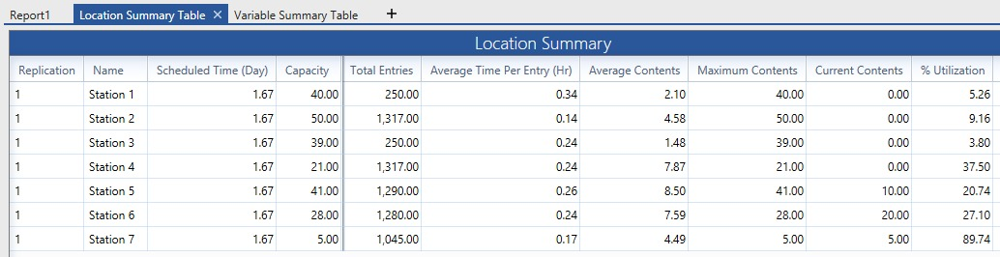 Report1 Location Summary Table × Variable Summary Table +
Location Summary
Replication Name Scheduled Time (Day) Capacity Total Entries Average Time Per Entry (Hr) Average Contents Maximum Contents Current Contents % Utilization
1 Station 1 1.67 40.00 250.00 0.34 2.10 40.00 0.00 5.26
1 Station 2 1.67 50.00 1,317.00 0.14 4.58 50.00 0.00 9.16
1 Station 3 1.67 39.00 250.00 0.24 1.48 39.00 0.00 3.80
1 Station 4 1.67 21.00 1,317.00 0.24 7.87 21.00 0.00 37.50
1 Station 5 1.67 41.00 1,290.00 0.26 8.50 41.00 10.00 20.74
1 Station 6 1.67 28.00 1,280.00 0.24 7.59 28.00 20.00 27.10
1 Station 7 1.67 5.00 1,045.00 0.17 4.49 5.00 5.00 89.74